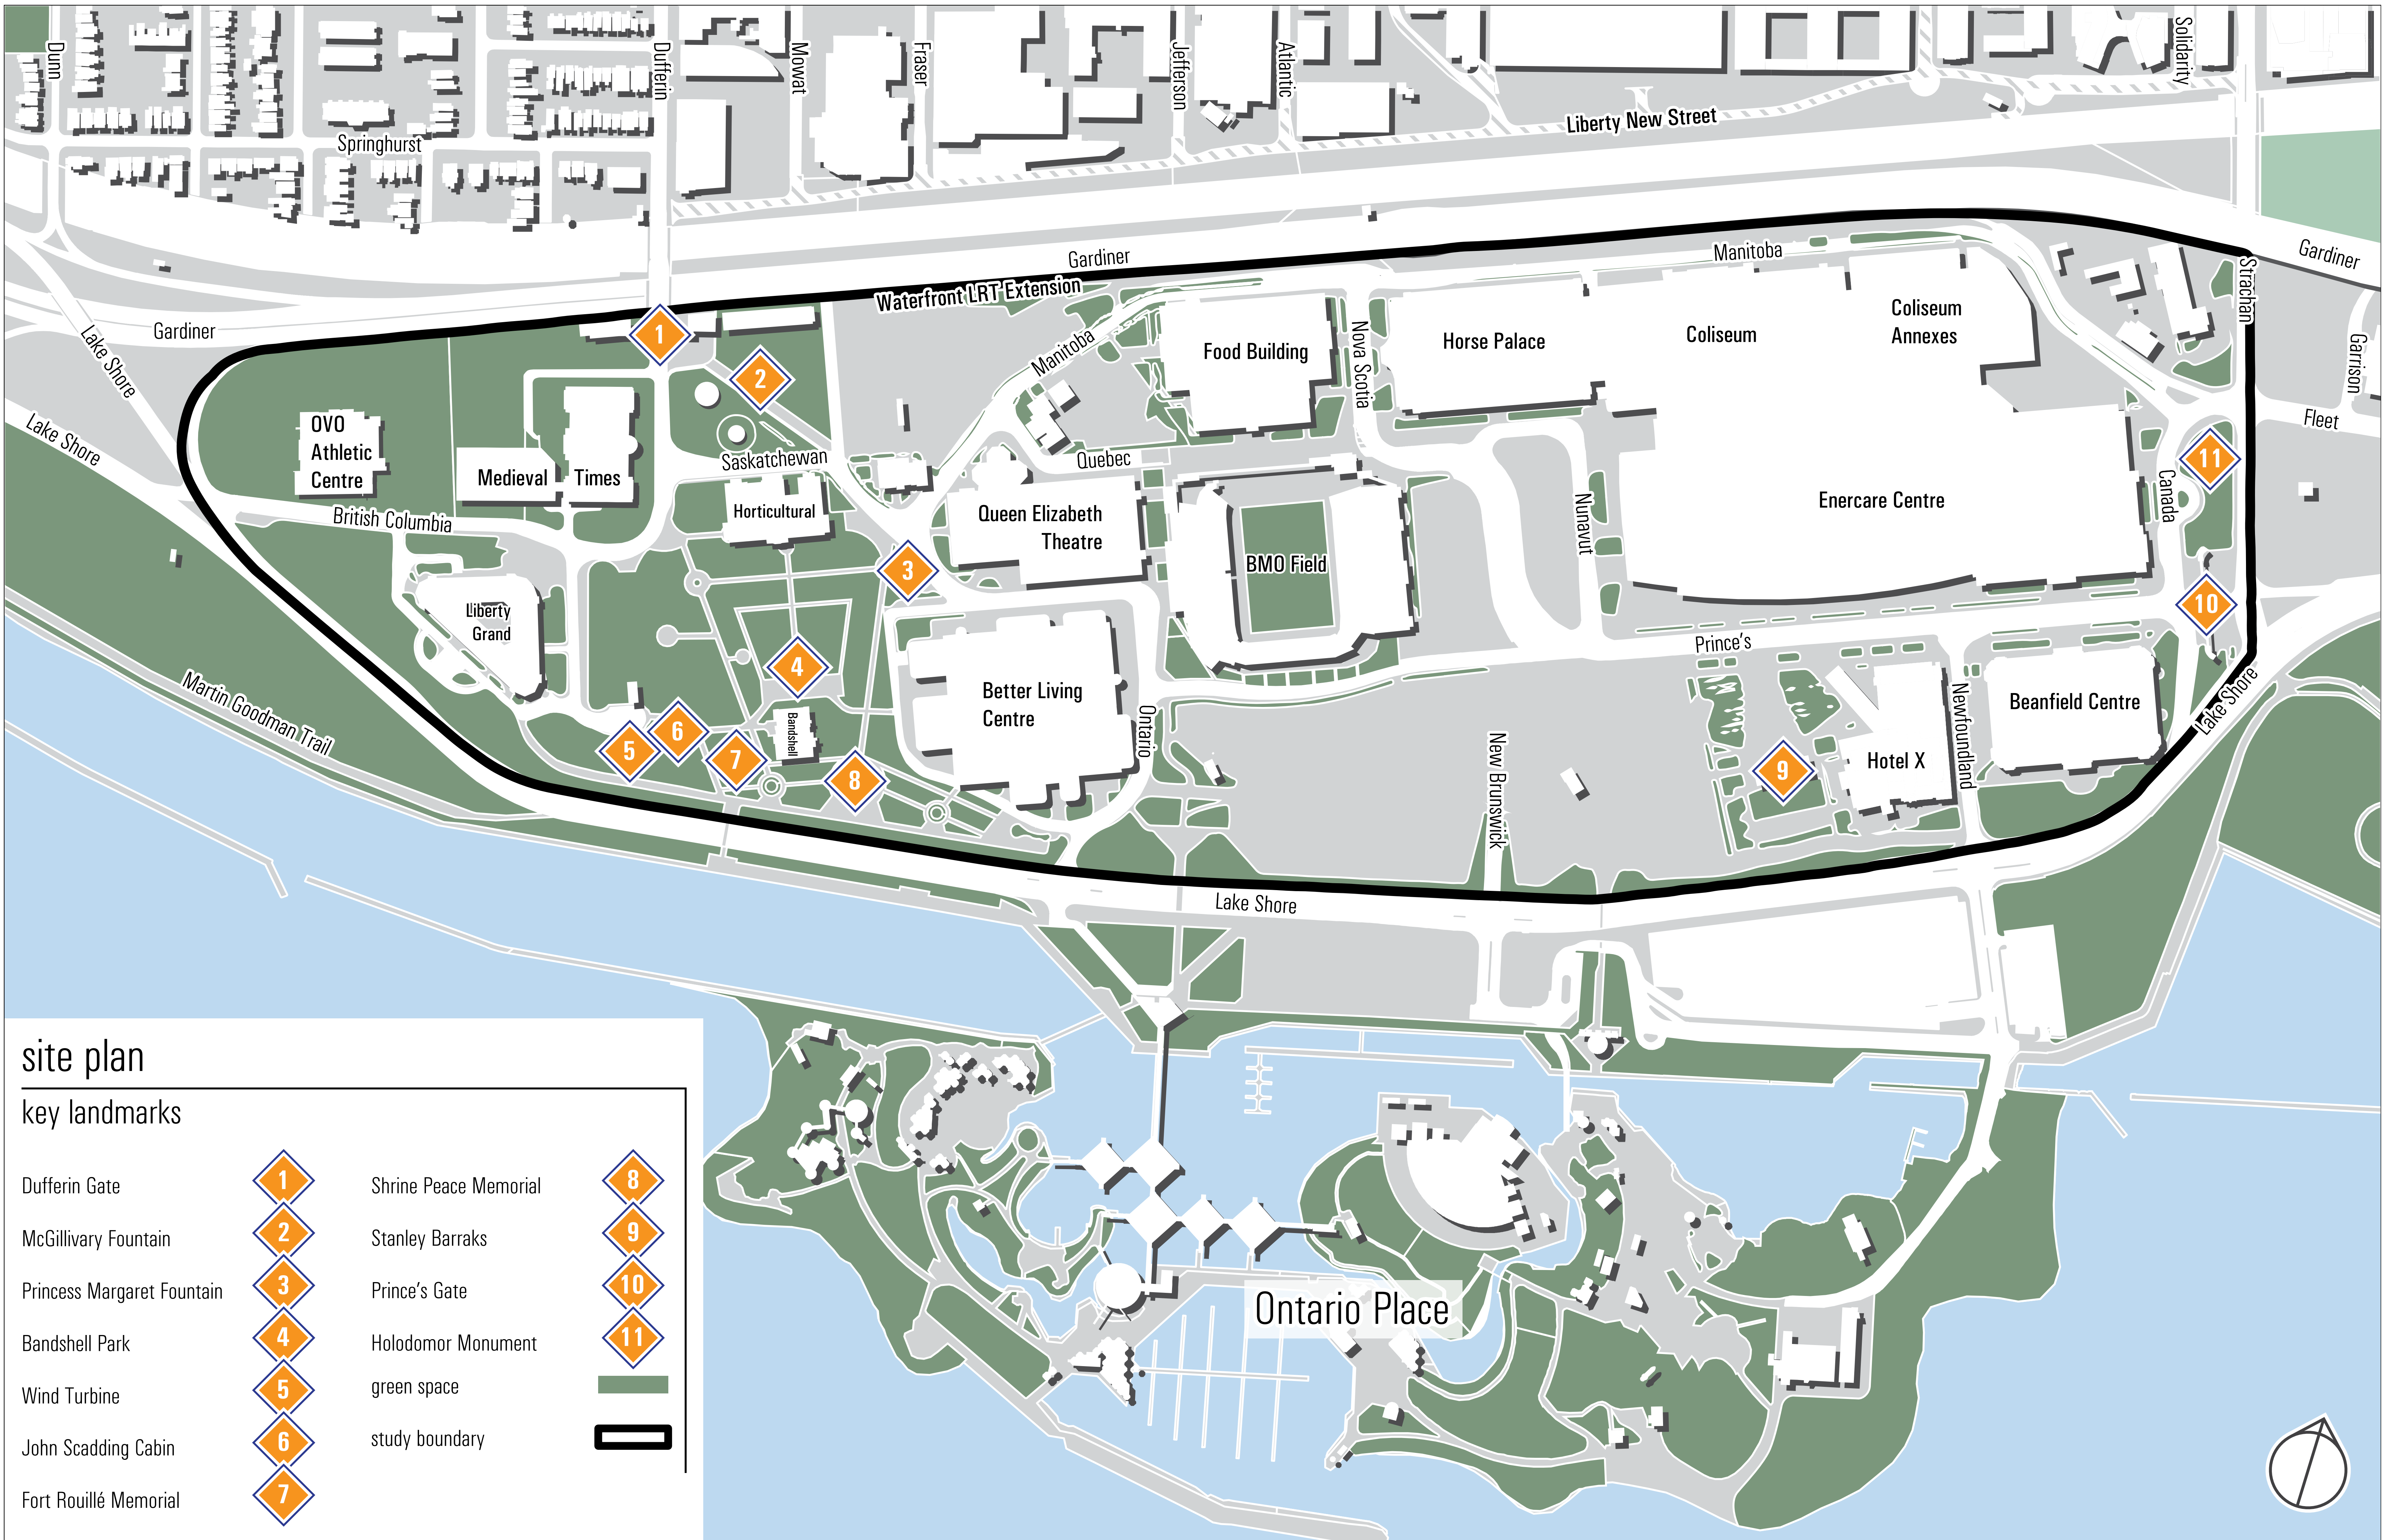 Dunn
Dufferin
Mowat
Fraser
Jefferson
Atlantic
Solidarity
Springhurst
Liberty New Street
Gardiner
Manitoba
Gardiner
Strachan
Waterfront LRT Extension
Gardiner
Lake Shore
Lake Shore
1
2
Manitoba
Food Building
Nova Scotia
Horse Palace
Coliseum
Coliseum
Annexes
Garrison
Fleet
OVO
Athletic
Centre
Medieval
Times
Saskatchewan
Quebec
11
Canada
British Columbia
Horticultural
Queen Elizabeth
Theatre
BMO Field
Nunavut
Enercare Centre
3
10
Liberty
Grand
4
Prince's
Martin Goodman Trail
5
6
7
Bandshell
8
Better Living
Centre
Ontario
New Brunswick
9
Hotel X
Newfoundland
Beanfield Centre
Lake Shore
Lake Shore
Ontario Place
site plan
key landmarks
Dufferin Gate 1
McGillivary Fountain 2
Princess Margaret Fountain 3
Bandshell Park 4
Wind Turbine 5
John Scadding Cabin 6
Fort Rouillé Memorial 7
Shrine Peace Memorial 8
Stanley Barraks 9
Prince's Gate 10
Holodomor Monument 11
green space
study boundary